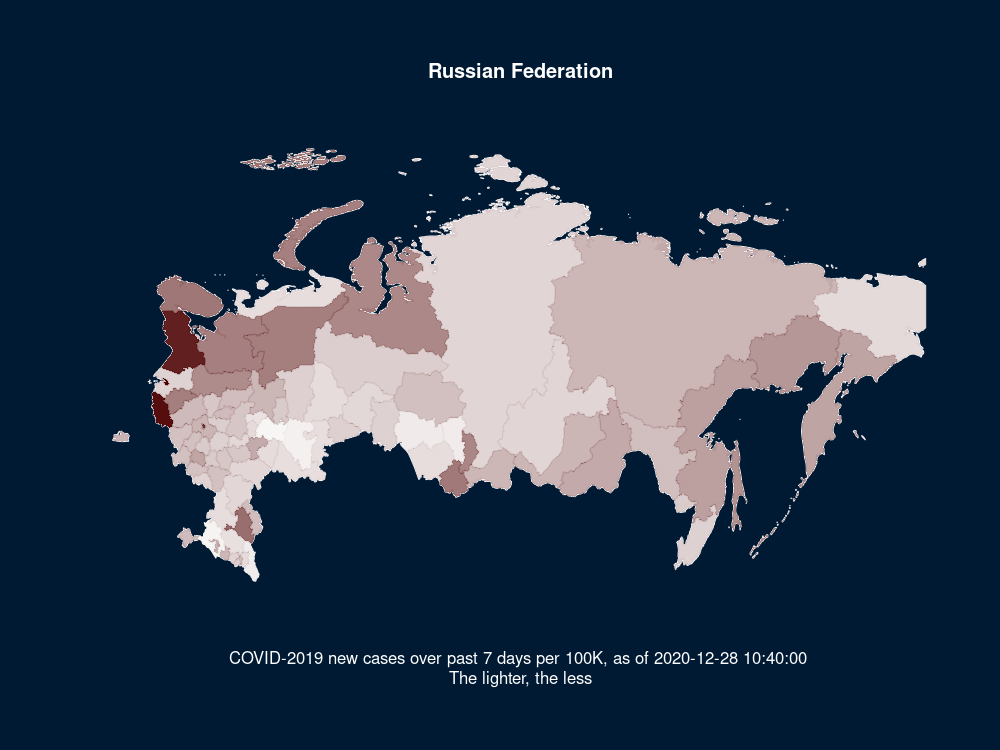 Russian Federation
COVID-2019 new cases over past 7 days per 100K, as of 2020-12-28 10:40:00
The lighter, the less